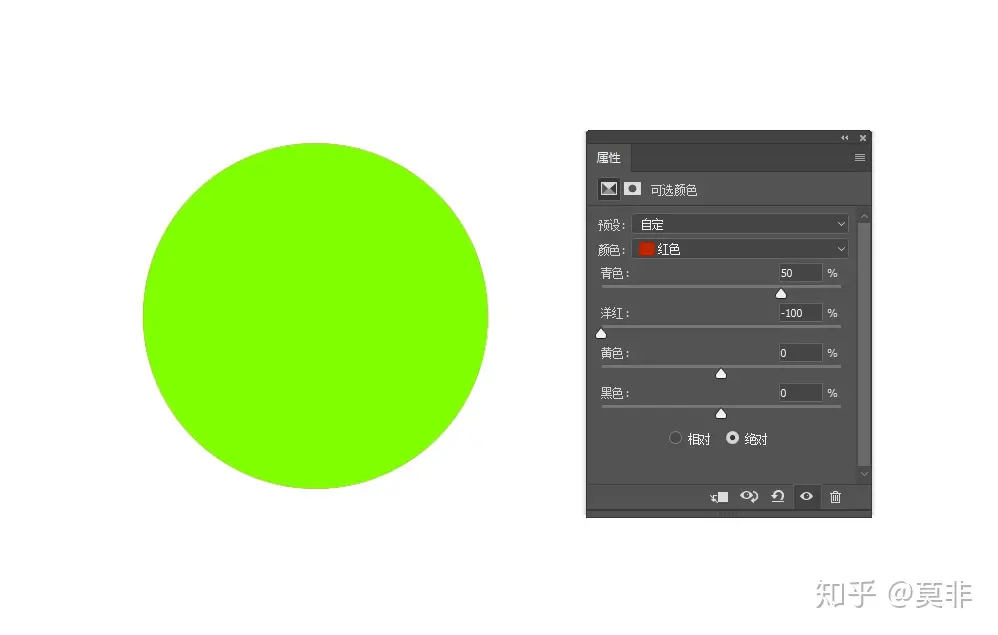 属性
可选颜色
预设: 自定
颜色: 红色
青色: 50 %
洋红: -100 %
黄色: 0 %
黑色: 0 %
相对 绝对
知乎 @莫非